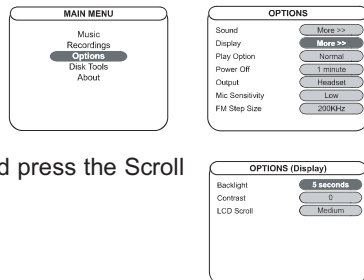 MAIN MENU
Music
Recordings
Options
Disk Tools
About
OPTIONS
Sound More >>
Display More >>
Play Option Normal
Power Off 1 minute
Output Headset
Mic Sensitivity Low
FM Step Size 200KHz
d press the Scroll
OPTIONS (Display)
Backlight 5 seconds
Contrast 0
LCD Scroll Medium